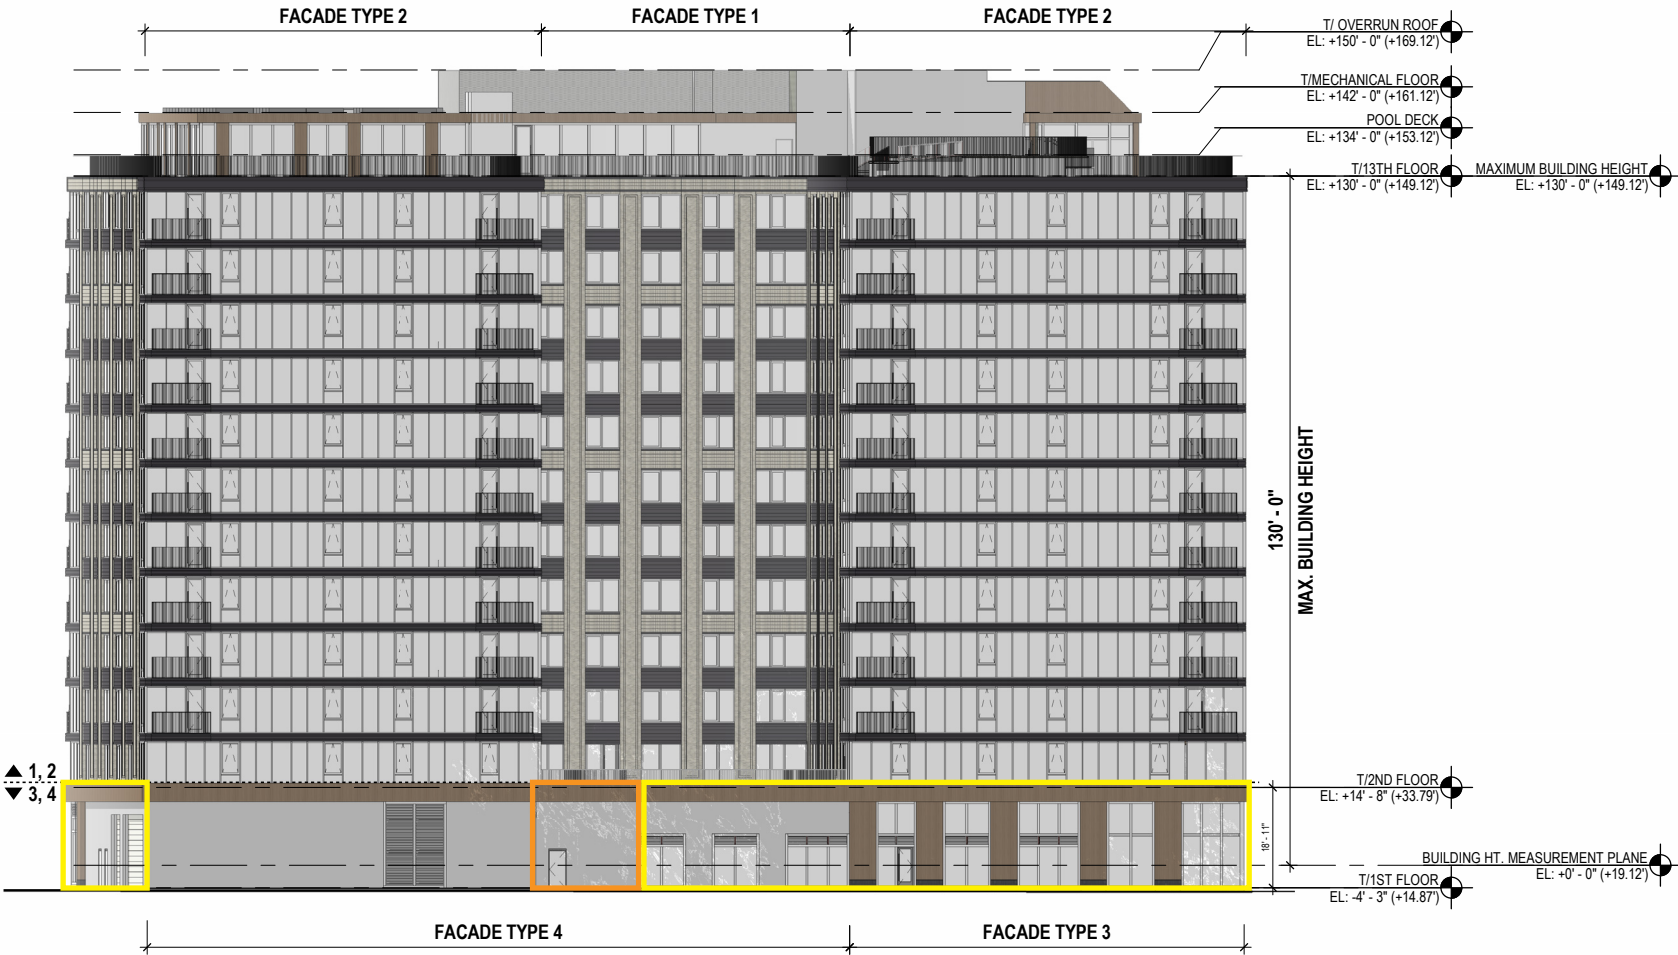 FACADE TYPE 2
FACADE TYPE 1
FACADE TYPE 2
T/ OVERRUN ROOF
EL: +150' - 0" (+169.12')
T/MECHANICAL FLOOR
EL: +142' - 0" (+161.12')
POOL DECK
EL: +134' - 0" (+153.12')
T/13TH FLOOR
EL: +130' - 0" (+149.12')
MAXIMUM BUILDING HEIGHT
EL: +130' - 0" (+149.12')
130' - 0"
MAX. BUILDING HEIGHT
▲ 1, 2
▼ 3, 4
T/2ND FLOOR
EL: +14' - 8" (+33.79')
18' - 11"
BUILDING HT. MEASUREMENT PLANE
EL: +0' - 0" (+19.12')
T/1ST FLOOR
EL: -4' - 3" (+14.87')
FACADE TYPE 4
FACADE TYPE 3